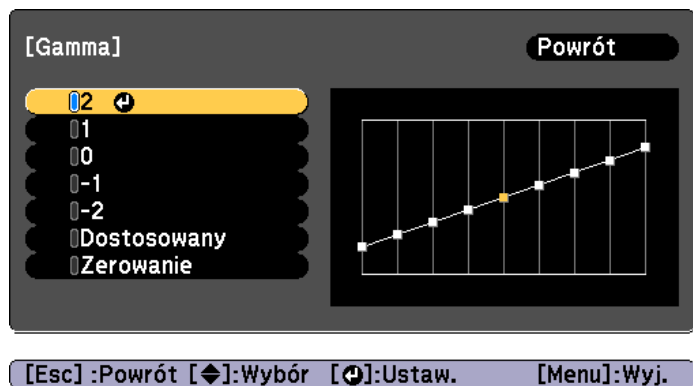 [Gamma] Powrót
2
1
0
-1
-2
Dostosowany
Zerowanie
[Esc] :Powrót [◆]:Wybór [↵]:Ustaw. [Menu]:Wyj.